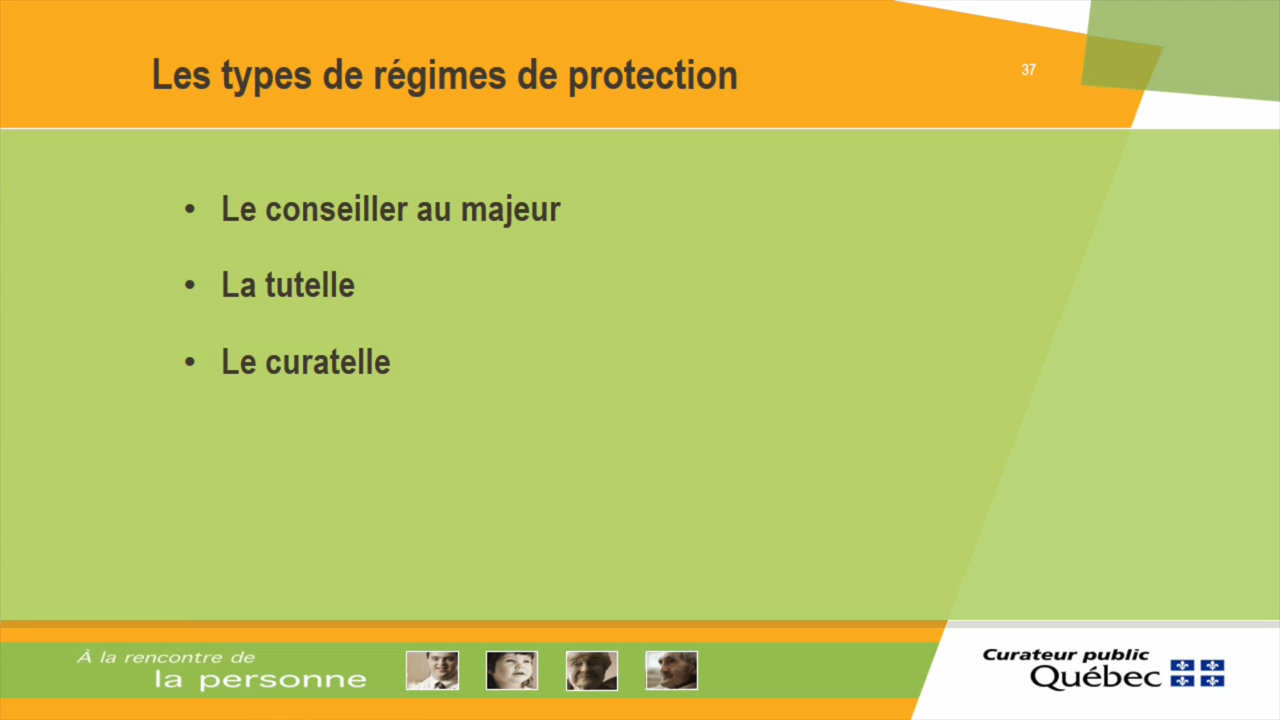 Les types de régimes de protection
37
• Le conseiller au majeur
• La tutelle
• Le curatelle
À la rencontre de
la personne
Curateur public
Québec